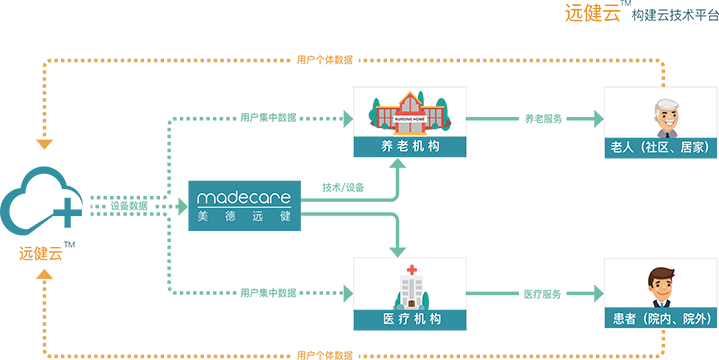 远健云™ 构建云技术平台
用户个体数据
用户集中数据
NURSING HOME
养老机构
养老服务
老人（社区、居家）
技术/设备
madecare
美德远健
设备数据
远健云™
用户集中数据
医疗机构
医疗服务
患者（院内、院外）
用户个体数据